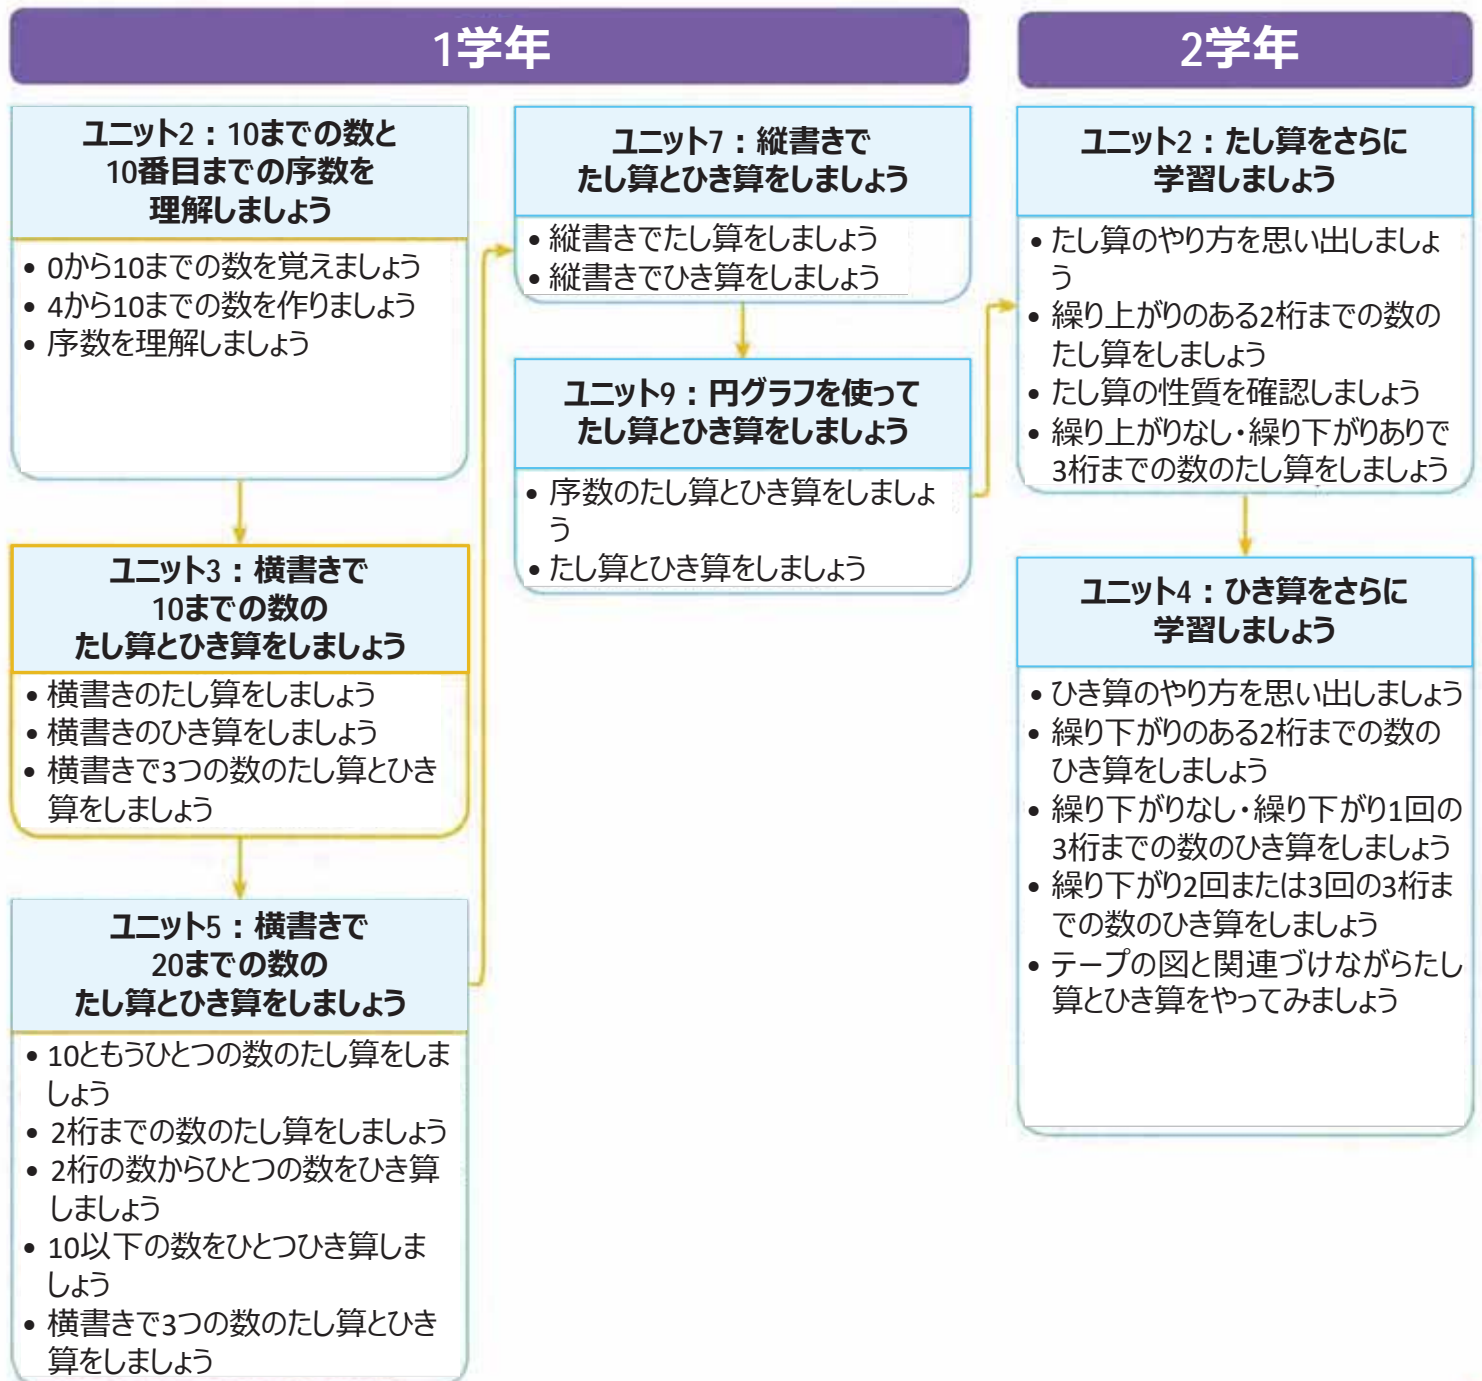 1学年
ユニット2：10までの数と
10番目までの序数を
理解しましょう
• 0から10までの数を覚えましょう
• 4から10までの数を作りましょう
• 序数を理解しましょう
ユニット3：横書きで
10までの数の
たし算とひき算をしましょう
• 横書きのたし算をしましょう
• 横書きのひき算をしましょう
• 横書きで3つの数のたし算とひき
算をしましょう
ユニット5：横書きで
20までの数の
たし算とひき算をしましょう
• 10ともうひとつの数のたし算をしま
しょう
• 2桁までの数のたし算をしましょう
• 2桁の数からひとつの数をひき算
しましょう
• 10以下の数をひとつひき算しま
しょう
• 横書きで3つの数のたし算とひき
算をしましょう
ユニット7：縦書きで
たし算とひき算をしましょう
• 縦書きでたし算をしましょう
• 縦書きでひき算をしましょう
ユニット9：円グラフを使って
たし算とひき算をしましょう
• 序数のたし算とひき算をしましょ
う
• たし算とひき算をしましょう
2学年
ユニット2：たし算をさらに
学習しましょう
• たし算のやり方を思い出しましょ
う
• 繰り上がりのある2桁までの数の
たし算をしましょう
• たし算の性質を確認しましょう
• 繰り上がりなし・繰り下がりありで
3桁までの数のたし算をしましょう
ユニット4：ひき算をさらに
学習しましょう
• ひき算のやり方を思い出しましょう
• 繰り下がりのある2桁までの数の
ひき算をしましょう
• 繰り下がりなし・繰り下がり1回の
3桁までの数のひき算をしましょう
• 繰り下がり2回または3回の3桁ま
での数のひき算をしましょう
• テープの図と関連づけながらたし
算とひき算をやってみましょう